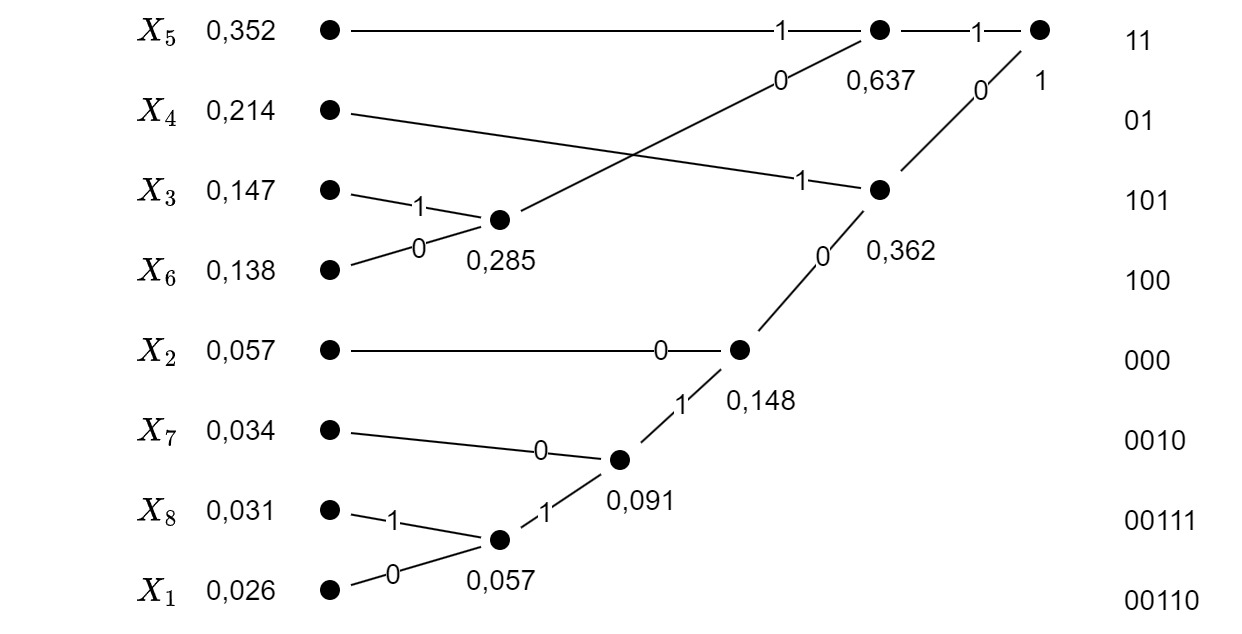 X5 0,352 1 1 11
0 0,637 1
0
X4 0,214 1 01
X3 0,147 1 101
0 0,285 0 0,362
X6 0,138 100
X2 0,057 0 000
1 0,148
X7 0,034 0 0010
0,091
X8 0,031 1 1 00111
0 0,057
X1 0,026 00110